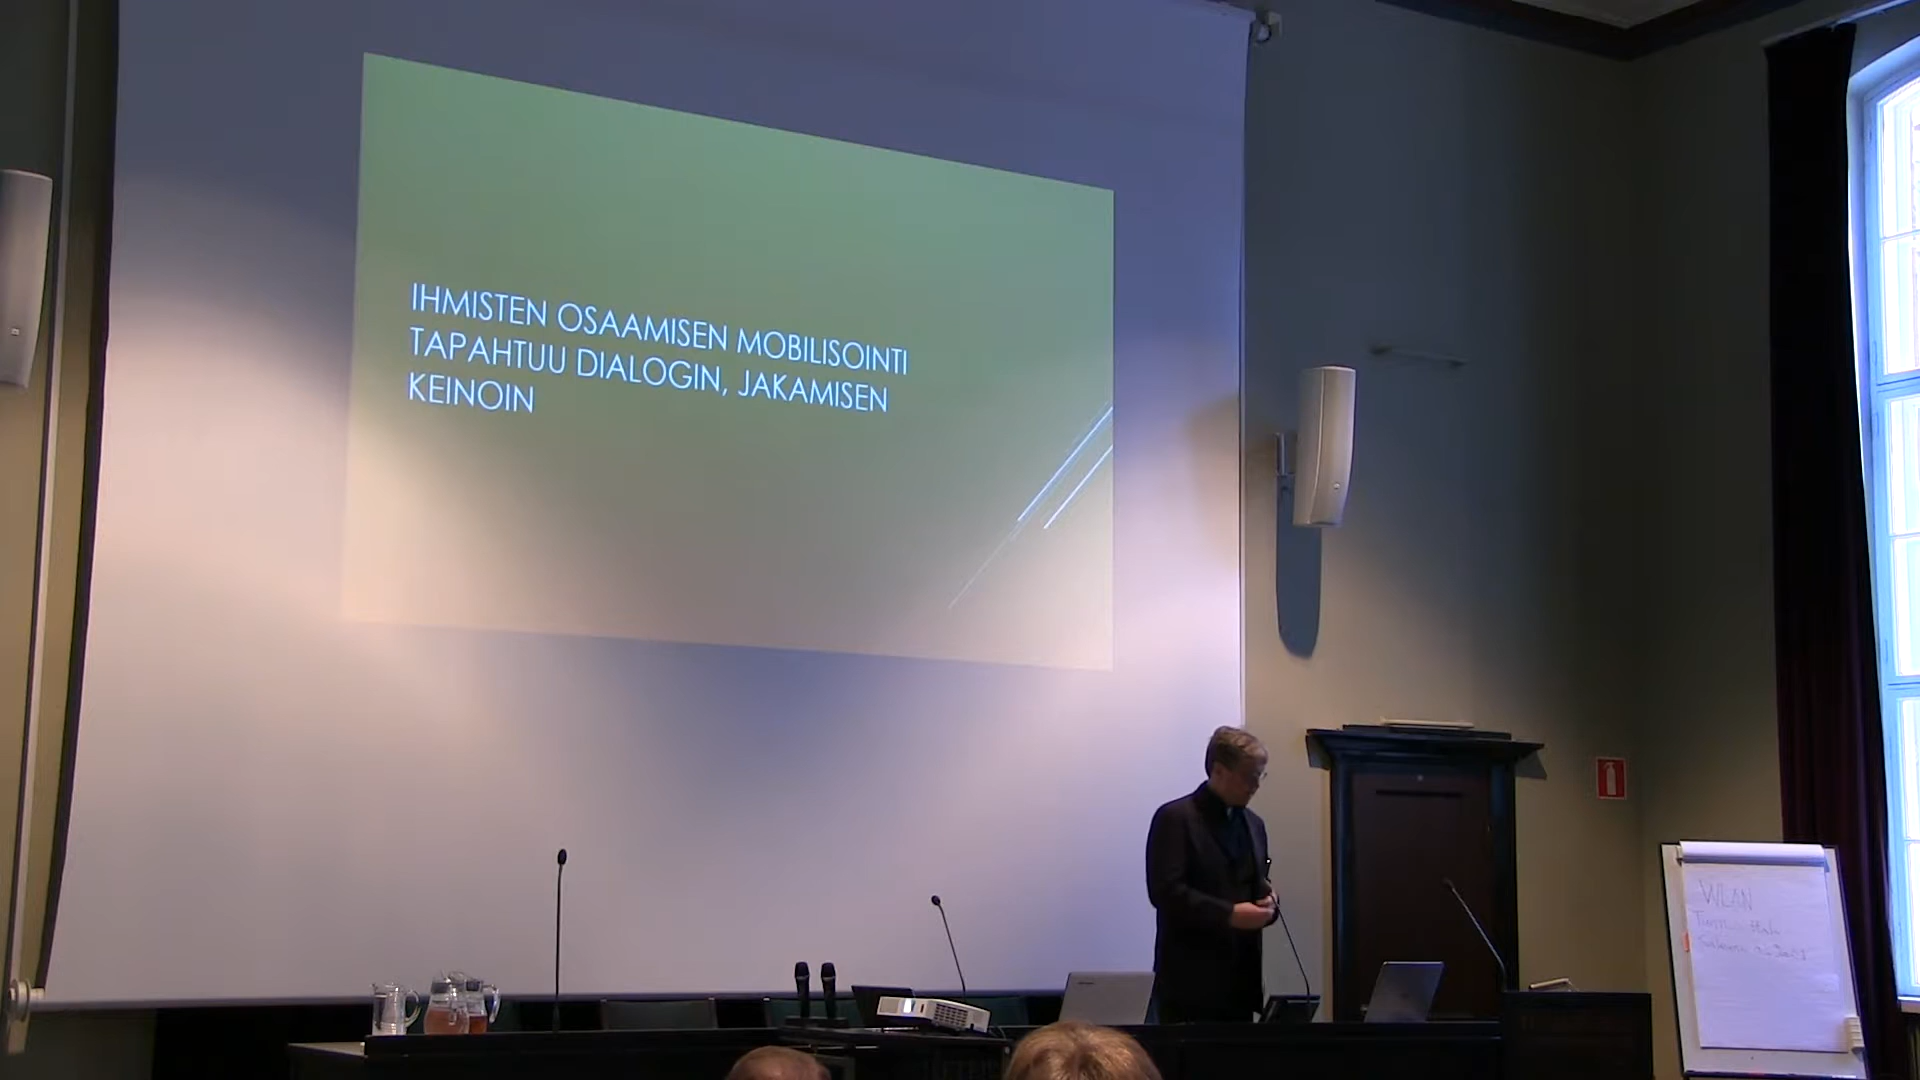 IHMISTEN OSAAMISEN MOBILISOINTI
TAPAHTUU DIALOGIN, JAKAMISEN
KEINOIN
WLAN